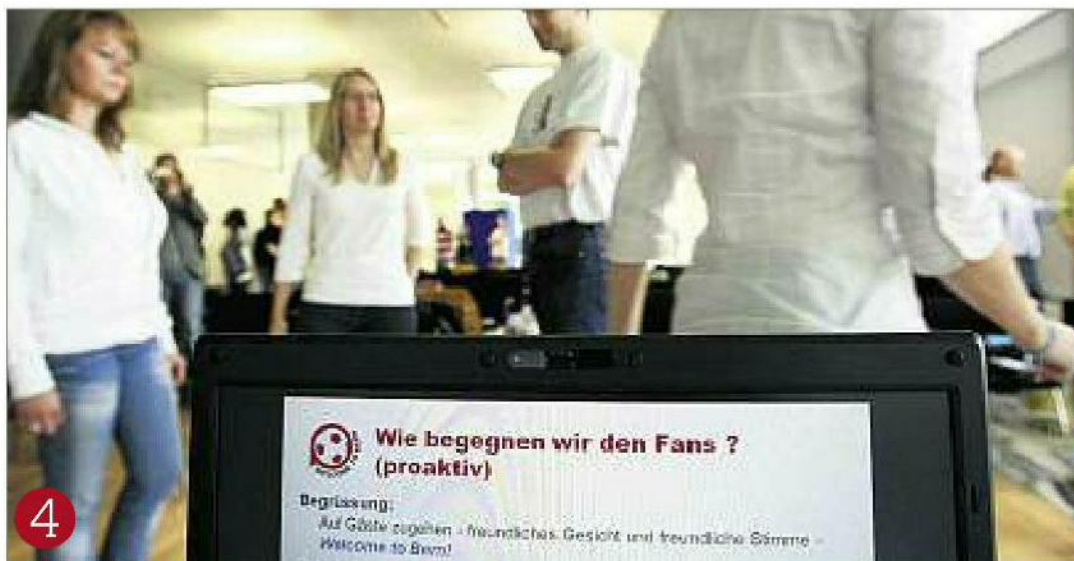 Wie begegnen wir den Fans ?
(proaktiv)
Begrüssung:
Auf Gäste zugehen - freundliches Gesicht und freundliche Stimme -
Welcome to Bern!
4